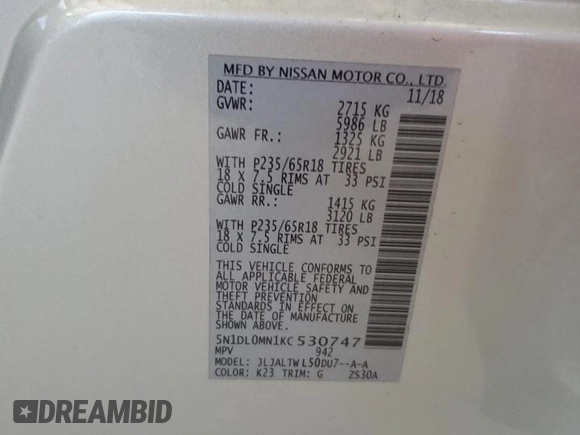 MFD BY NISSAN MOTOR CO., LTD.
DATE: 11/18
GVWR: 2715 KG
5986 LB
GAWR FR.: 1325 KG
2921 LB
WITH P235/65R18 TIRES
18 X 7.5 RIMS AT 33 PSI
COLD SINGLE
GAWR RR.: 1415 KG
3120 LB
WITH P235/65R18 TIRES
18 X 7.5 RIMS AT 33 PSI
COLD SINGLE
THIS VEHICLE CONFORMS TO
ALL APPLICABLE FEDERAL
MOTOR VEHICLE SAFETY AND
THEFT PREVENTION
STANDARDS IN EFFECT ON
THE DATE OF MANUFACTURE
SHOWN ABOVE.
5N1DL0MN1KC530747
MPV 942
MODEL: JLJALTWL50DU7--A-A
COLOR: K23 TRIM: G 2S30A
DREAMBID